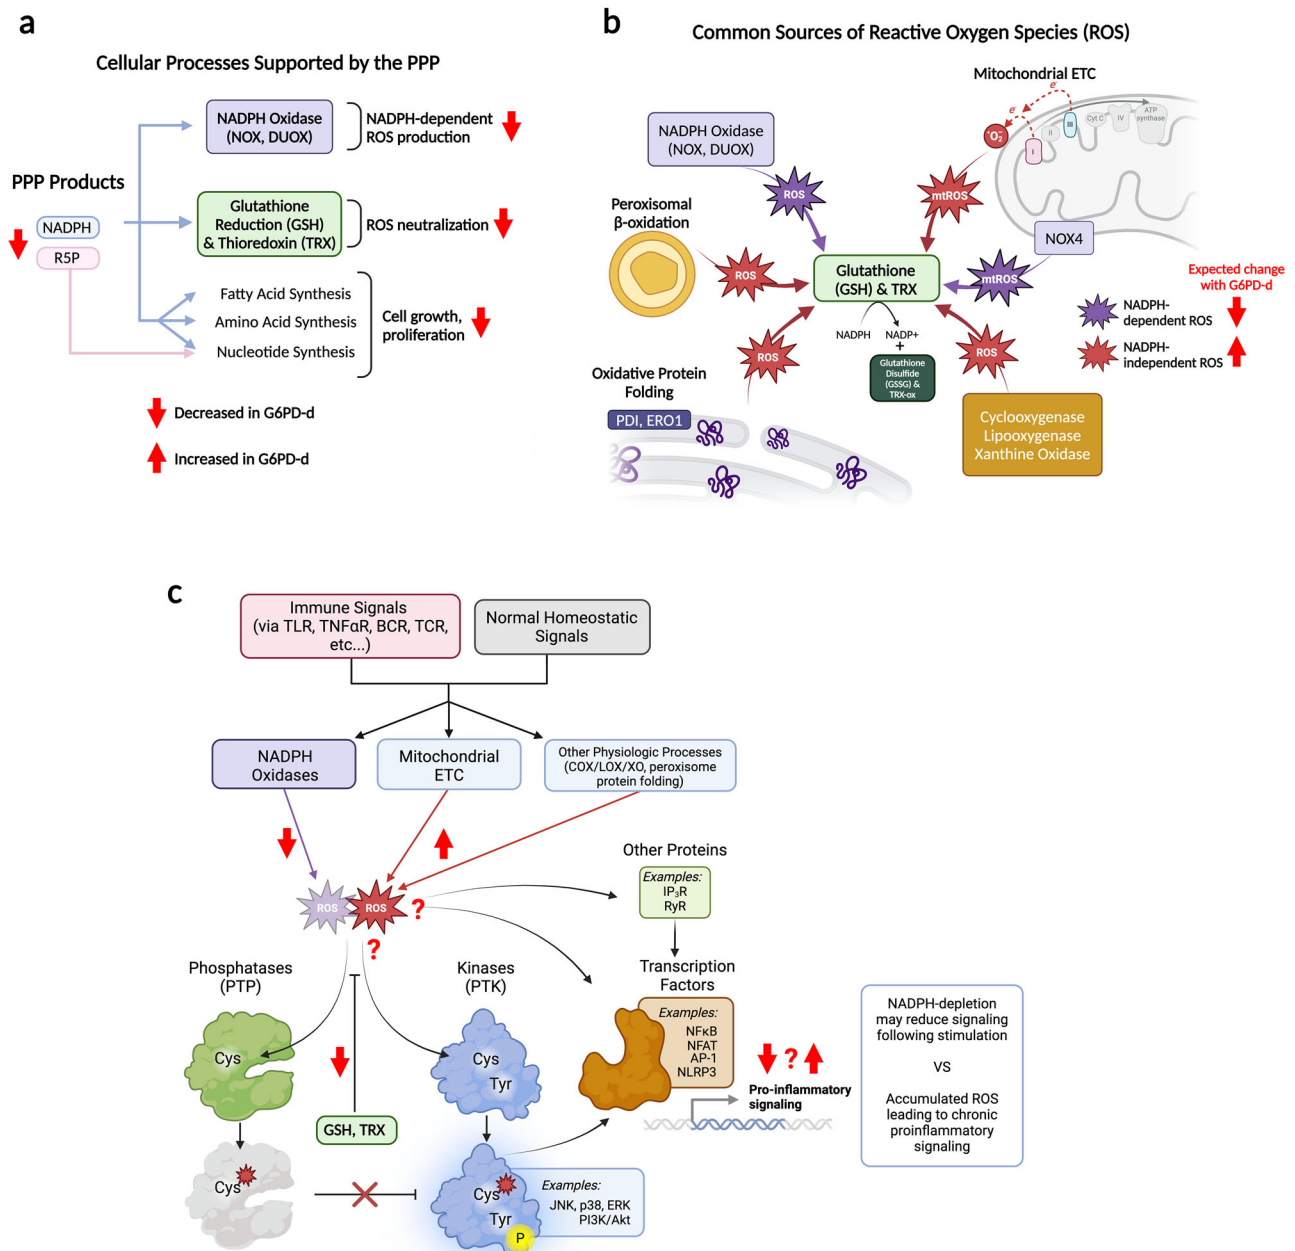 a
Cellular Processes Supported by the PPP
NADPH Oxidase
(NOX, DUOX)
NADPH-dependent
ROS production
PPP Products
NADPH
R5P
Glutathione
Reduction (GSH)
& Thioredoxin (TRX)
ROS neutralization
Fatty Acid Synthesis
Amino Acid Synthesis
Nucleotide Synthesis
Cell growth,
proliferation
Decreased in G6PD-d
Increased in G6PD-d
b
Common Sources of Reactive Oxygen Species (ROS)
Mitochondrial ETC
e⁻
e⁻
•O₂⁻
I
II
III
Cyt C
IV
ATP
synthase
NADPH Oxidase
(NOX, DUOX)
ROS
mtROS
Peroxisomal
β-oxidation
ROS
NOX4
mtROS
Glutathione
(GSH) & TRX
NADPH
NADP+
+
Glutathione
Disulfide
(GSSG) &
TRX-ox
ROS
ROS
Expected change
with G6PD-d
NADPH-
dependent ROS
NADPH-
independent ROS
Oxidative Protein
Folding
PDI, ERO1
Cyclooxygenase
Lipooxygenase
Xanthine Oxidase
c
Immune Signals
(via TLR, TNFαR, BCR, TCR,
etc...)
Normal Homeostatic
Signals
NADPH
Oxidases
Mitochondrial
ETC
Other Physiologic Processes
(COX/LOX/XO, peroxisome
protein folding)
ROS
ROS
?
?
Other Proteins
Examples:
IP₃R
RyR
Phosphatases
(PTP)
Kinases
(PTK)
Transcription
Factors
Examples:
NFκB
NFAT
AP-1
NLRP3
Cys
Cys
Tyr
GSH, TRX
?
Pro-inflammatory
signaling
NADPH-depletion
may reduce signaling
following stimulation
VS
Accumulated ROS
leading to chronic
proinflammatory
signaling
Cys
Cys
Tyr
P
Examples:
JNK, p38, ERK
PI3K/Akt